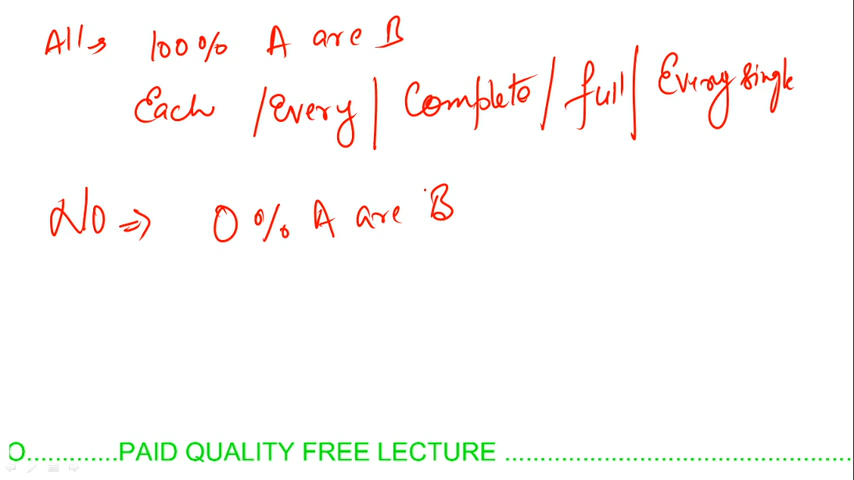 All → 100% A are B
Each /Every | Complete / full | Every single
NO ⇒ 0% A are B
O.............PAID QUALITY FREE LECTURE ..................................................